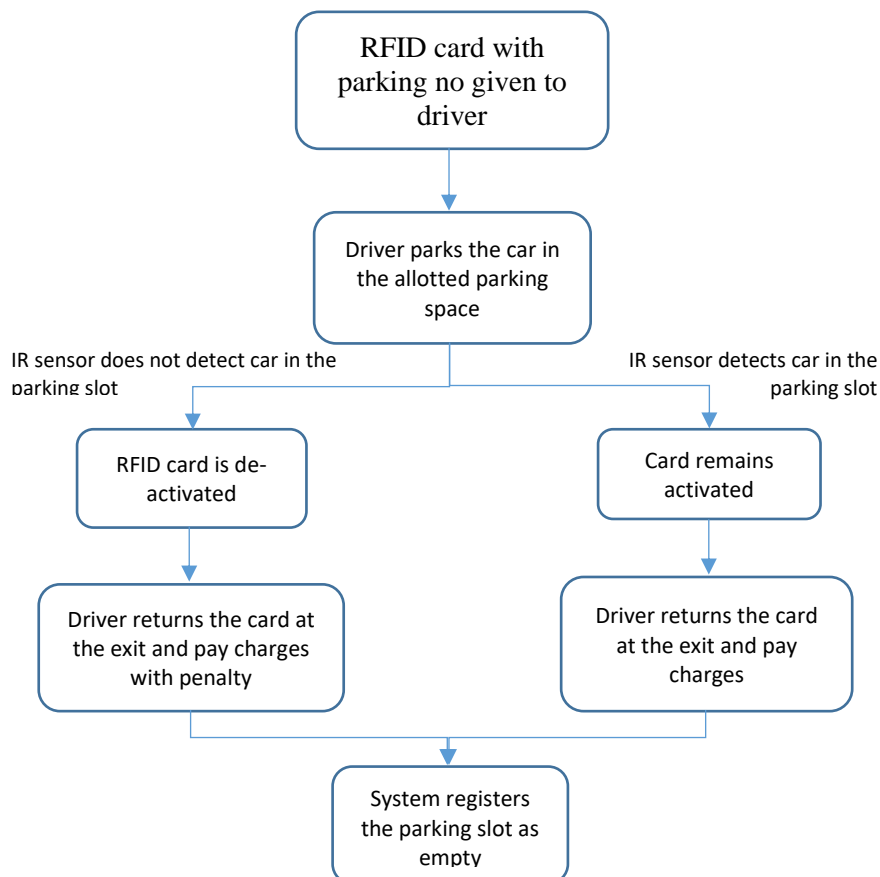 RFID card with
parking no given to
driver
Driver parks the car in
the allotted parking
space
IR sensor does not detect car in the
parking slot
IR sensor detects car in the
parking slot
RFID card is de-
activated
Card remains
activated
Driver returns the card at
the exit and pay charges
with penalty
Driver returns the card
at the exit and pay
charges
System registers
the parking slot as
empty